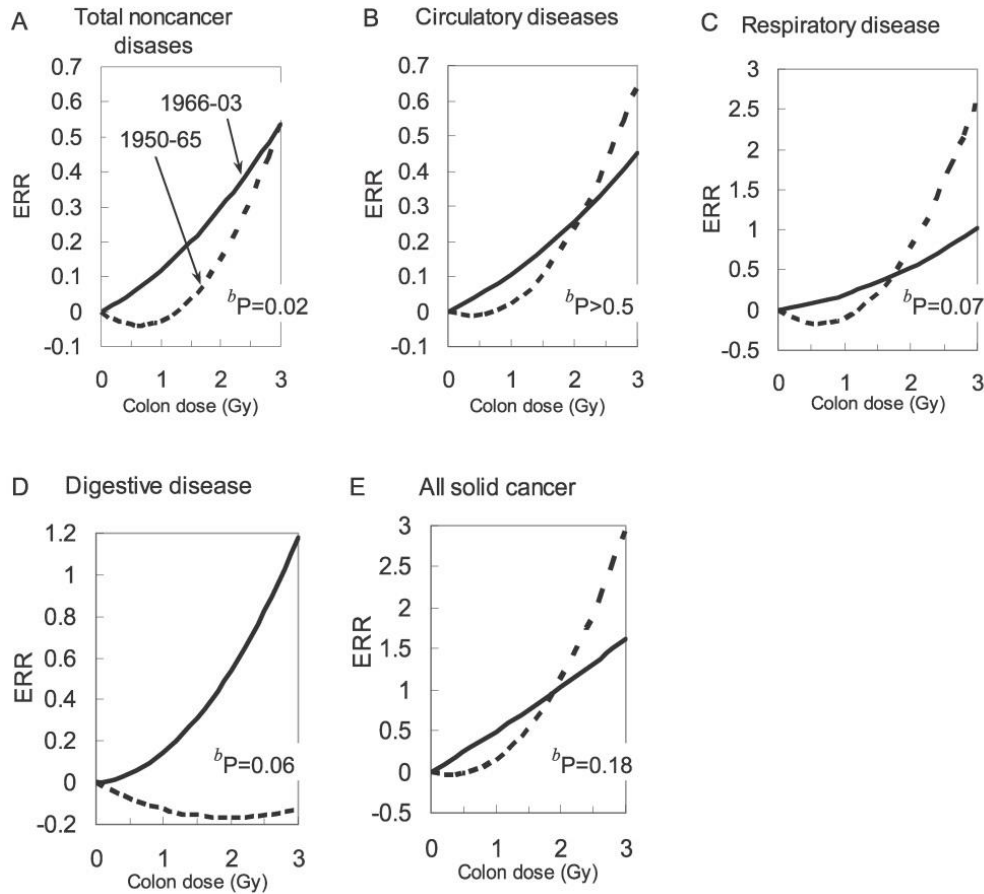 A
Total noncancer
disases
0.7
0.6
0.5
0.4
0.3
0.2
0.1
0
-0.1
ERR
1966-03
1950-65
bP=0.02
0 1 2 3
Colon dose (Gy)
B
Circulatory diseases
0.7
0.6
0.5
0.4
0.3
0.2
0.1
0
-0.1
ERR
bP>0.5
0 1 2 3
Colon dose (Gy)
C
Respiratory disease
3
2.5
2
1.5
1
0.5
0
-0.5
ERR
bP=0.07
0 1 2 3
Colon dose (Gy)
D
Digestive disease
1.2
1
0.8
0.6
0.4
0.2
0
-0.2
ERR
bP=0.06
0 1 2 3
Colon dose (Gy)
E
All solid cancer
3
2.5
2
1.5
1
0.5
0
-0.5
ERR
bP=0.18
0 1 2 3
Colon dose (Gy)